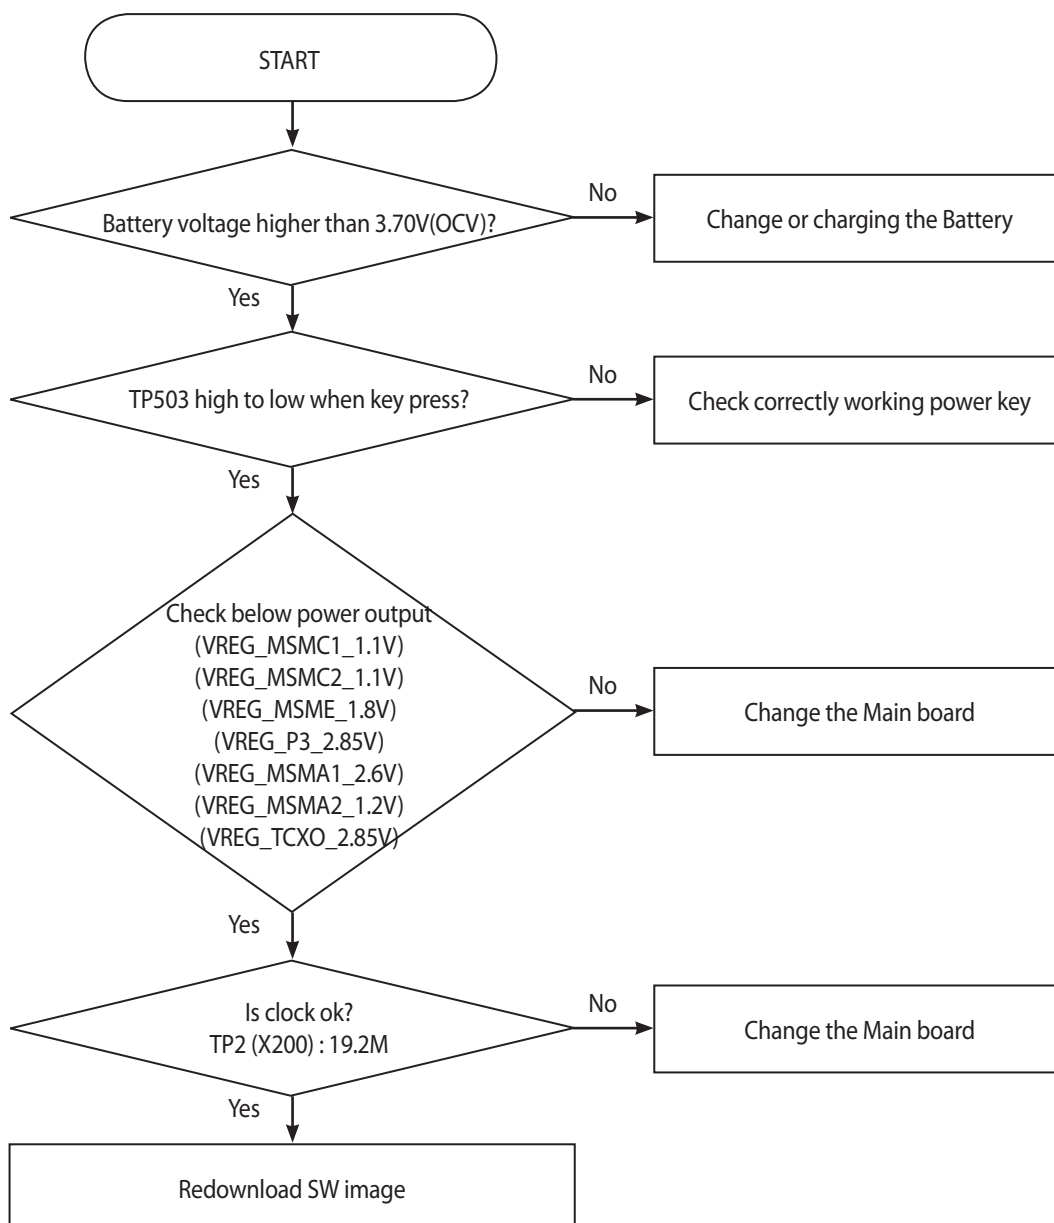 START
Battery voltage higher than 3.70V(OCV)?
No
Change or charging the Battery
Yes
TP503 high to low when key press?
No
Check correctly working power key
Yes
Check below power output
(VREG_MSMC1_1.1V)
(VREG_MSMC2_1.1V)
(VREG_MSME_1.8V)
(VREG_P3_2.85V)
(VREG_MSMA1_2.6V)
(VREG_MSMA2_1.2V)
(VREG_TCXO_2.85V)
No
Change the Main board
Yes
Is clock ok?
TP2 (X200) : 19.2M
No
Change the Main board
Yes
Redownload SW image